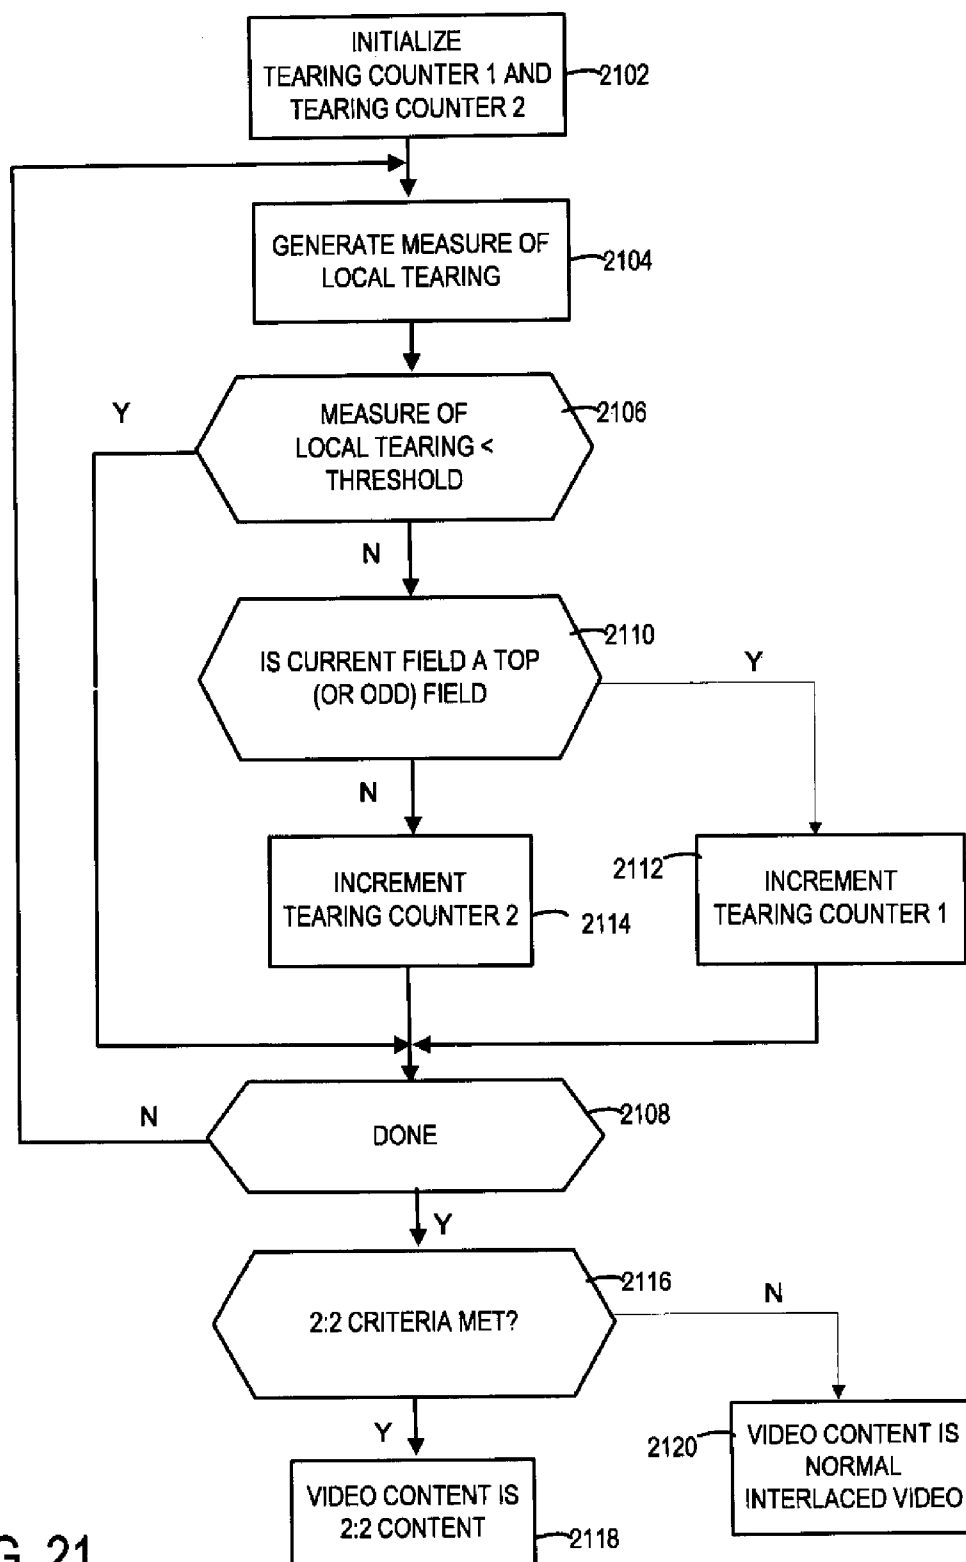 INITIALIZE
TEARING COUNTER 1 AND
TEARING COUNTER 2
2102
GENERATE MEASURE OF
LOCAL TEARING
2104
Y
MEASURE OF
LOCAL TEARING <
THRESHOLD
2106
N
IS CURRENT FIELD A TOP
(OR ODD) FIELD
2110
Y
N
INCREMENT
TEARING COUNTER 2
2114
2112
INCREMENT
TEARING COUNTER 1
N
DONE
2108
Y
2:2 CRITERIA MET?
2116
N
Y
2120
VIDEO CONTENT IS
NORMAL
INTERLACED VIDEO
VIDEO CONTENT IS
2:2 CONTENT
2118
G. 21